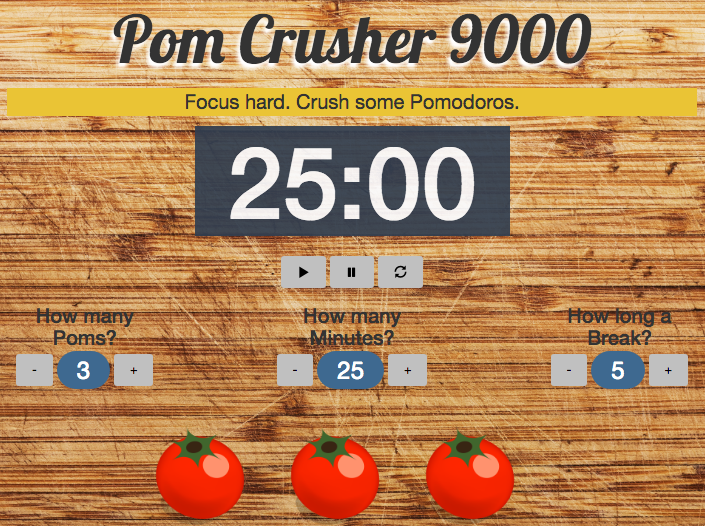 Pom Crusher 9000
Focus hard. Crush some Pomodoros.
25:00
How many
Poms?
- 3 +
How many
Minutes?
- 25 +
How long a
Break?
- 5 +